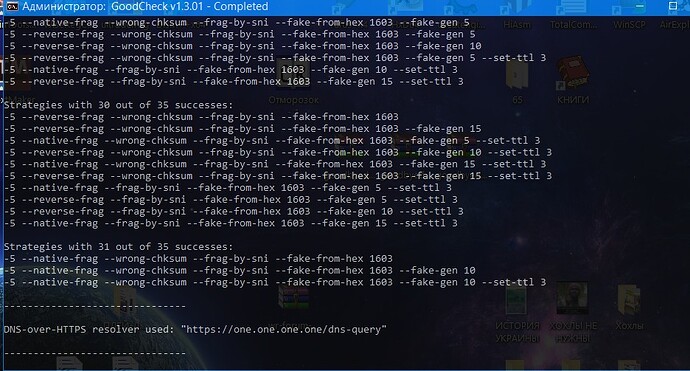 Администратор: GoodCheck v1.3.01 - Completed
HiAsm
TotalCom
WinSCP
AirExpl
-5 --native-frag --wrong-chksum --frag-by-sni --fake-from-hex 1603 --fake-gen 5
-5 --reverse-frag --wrong-chksum --frag-by-sni --fake-from-hex 1603 --fake-gen 5
-5 --reverse-frag --wrong-chksum --frag-by-sni --fake-from-hex 1603 --fake-gen 10
-5 --reverse-frag --wrong-chksum --frag-by-sni --fake-from-hex 1603 --fake-gen 5 --set-ttl 3
-5 --native-frag --frag-by-sni --fake-from-hex 1603 --fake-gen 10 --set-ttl 3
-5 --reverse-frag --frag-by-sni --fake-from-hex 1603 --fake-gen 15 --set-ttl 3
Отморозок
65
КНИГИ
Strategies with 30 out of 35 successes:
-5 --reverse-frag --wrong-chksum --frag-by-sni --fake-from-hex 1603
-5 --reverse-frag --wrong-chksum --frag-by-sni --fake-from-hex 1603 --fake-gen 15
-5 --native-frag --wrong-chksum --frag-by-sni --fake-from-hex 1603 --fake-gen 5 --set-ttl 3
-5 --reverse-frag --wrong-chksum --frag-by-sni --fake-from-hex 1603 --fake-gen 10 --set-ttl 3
-5 --native-frag --wrong-chksum --frag-by-sni --fake-from-hex 1603 --fake-gen 15 --set-ttl 3
-5 --reverse-frag --wrong-chksum --frag-by-sni --fake-from-hex 1603 --fake-gen 15 --set-ttl 3
-5 --native-frag --frag-by-sni --fake-from-hex 1603 --fake-gen 5 --set-ttl 3
-5 --reverse-frag --frag-by-sni --fake-from-hex 1603 --fake-gen 5 --set-ttl 3
-5 --reverse-frag --frag-by-sni --fake-from-hex 1603 --fake-gen 10 --set-ttl 3
-5 --native-frag --frag-by-sni --fake-from-hex 1603 --fake-gen 15 --set-ttl 3
Strategies with 31 out of 35 successes:
-5 --native-frag --wrong-chksum --frag-by-sni --fake-from-hex 1603
-5 --native-frag --wrong-chksum --frag-by-sni --fake-from-hex 1603 --fake-gen 10
-5 --native-frag --wrong-chksum --frag-by-sni --fake-from-hex 1603 --fake-gen 10 --set-ttl 3
------------------------------
DNS-over-HTTPS resolver used: "https://one.one.one.one/dns-query"
------------------------------
ИСТОРИЯ УКРАИНЫ
ХОХЛЫ.НЕ НУЖНЫ
Хохлы